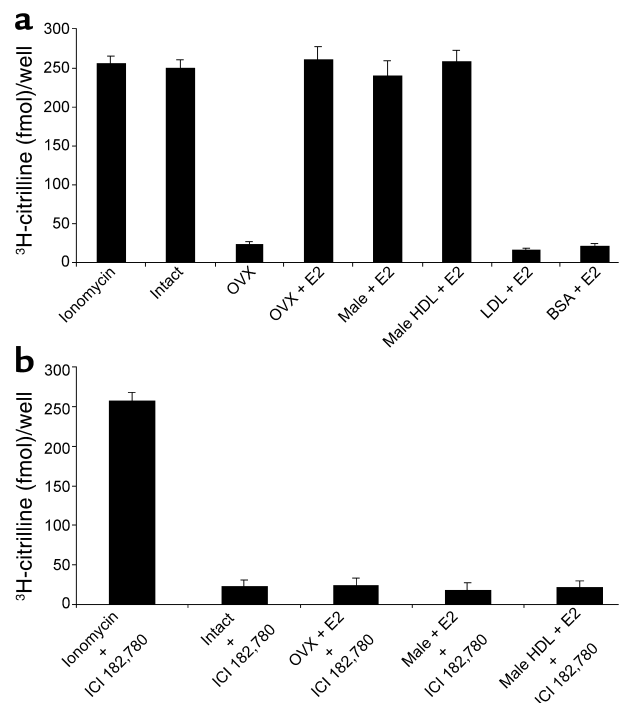 a
300
250
200
150
100
50
0
³H-citrilline (fmol)/well
Ionomycin
Intact
OVX
OVX + E2
Male + E2
Male HDL + E2
LDL + E2
BSA + E2
b
300
250
200
150
100
50
0
³H-citrilline (fmol)/well
Ionomycin
+
ICI 182,780
Intact
+
ICI 182,780
OVX + E2
+
ICI 182,780
Male + E2
+
ICI 182,780
Male HDL + E2
+
ICI 182,780